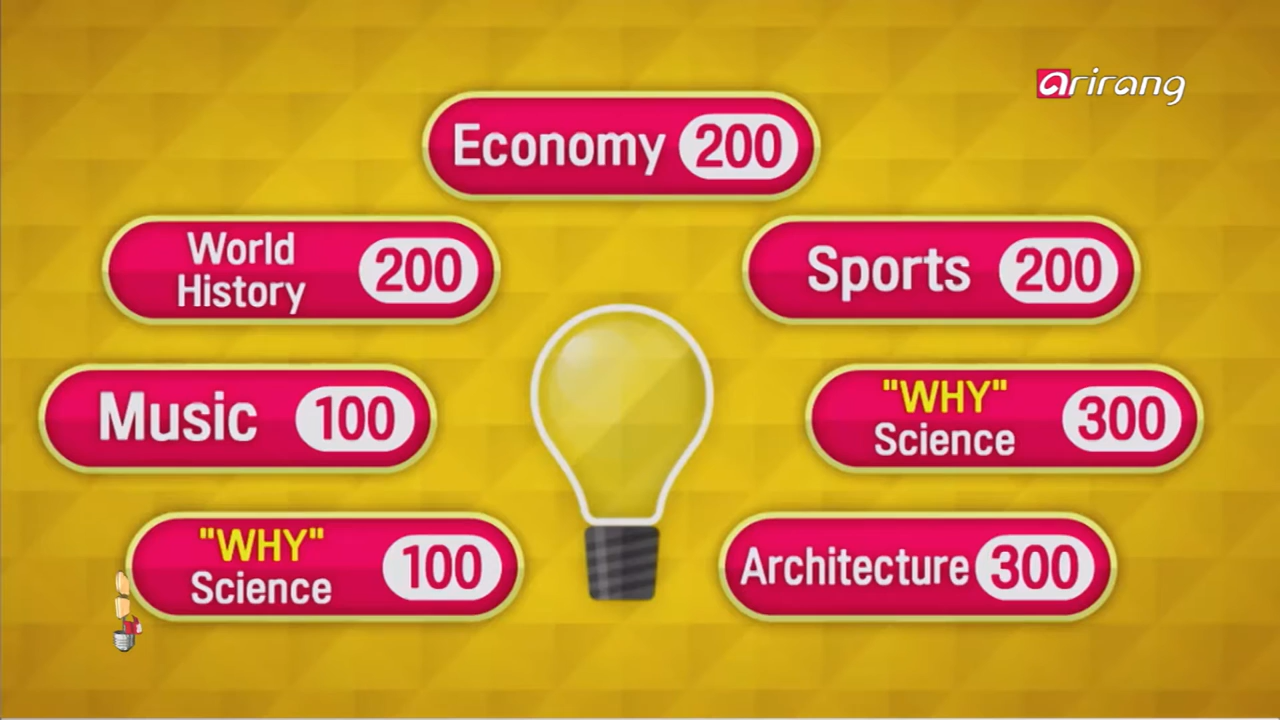 arirang
Economy 200
World
History 200
Sports 200
Music 100
"WHY"
Science 300
"WHY"
Science 100
Architecture 300